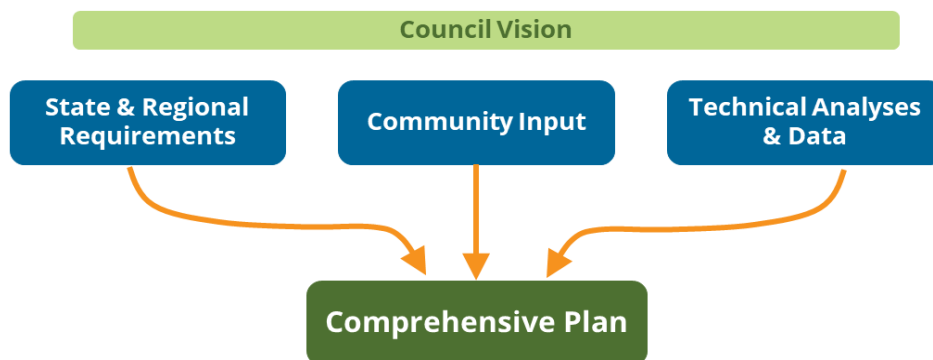 Council Vision
State & Regional
Requirements
Community Input
Technical Analyses
& Data
Comprehensive Plan